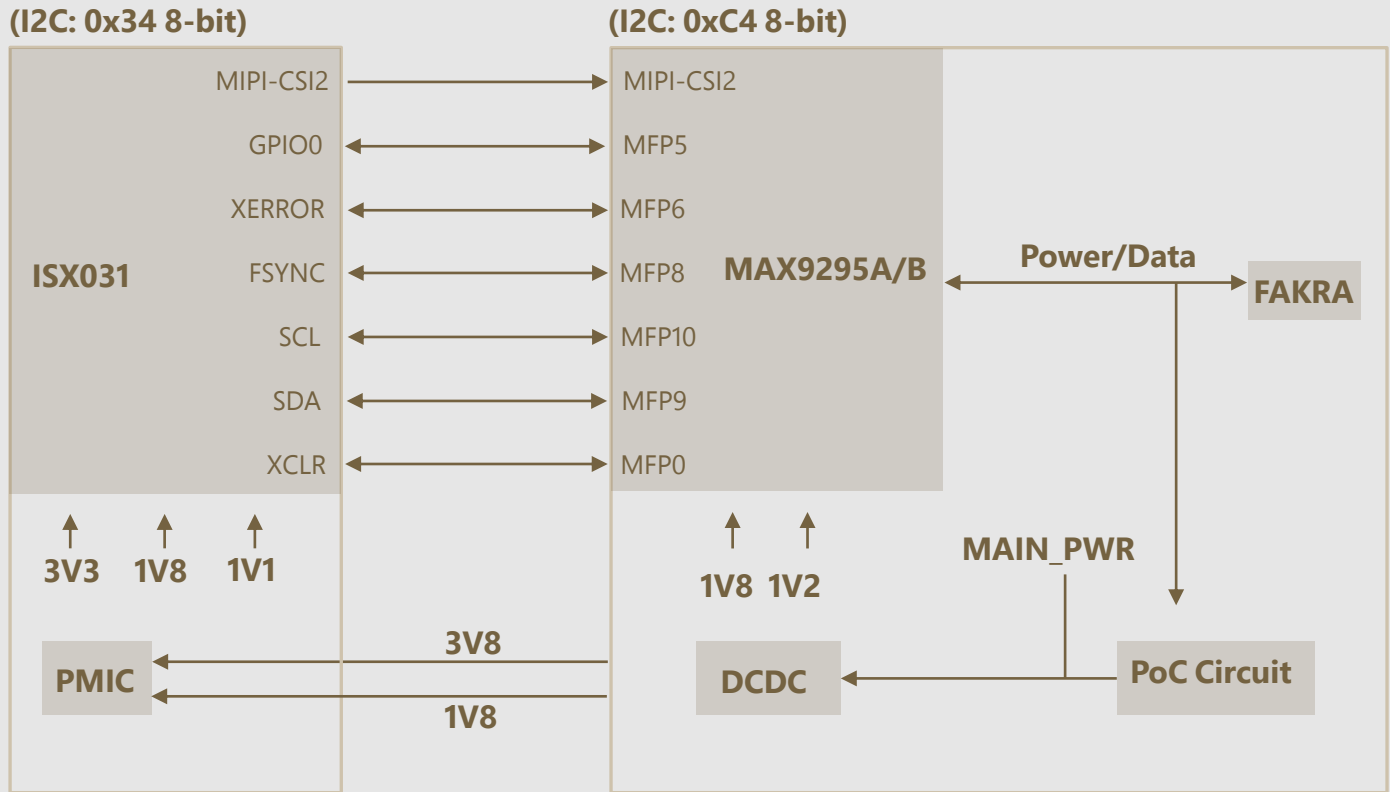 (I2C: 0x34 8-bit)
(I2C: 0xC4 8-bit)
MIPI-CSI2
MIPI-CSI2
GPIO0
MFP5
XERROR
MFP6
ISX031
FSYNC
MFP8
MAX9295A/B
Power/Data
FAKRA
SCL
MFP10
SDA
MFP9
XCLR
MFP0
3V3
1V8
1V1
1V8
1V2
MAIN_PWR
3V8
PMIC
DCDC
PoC Circuit
1V8